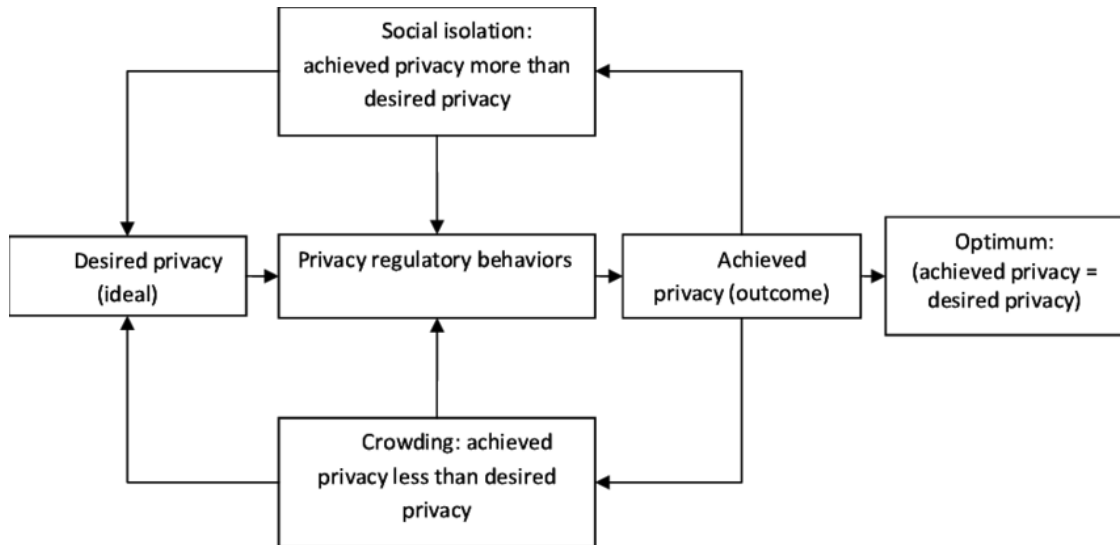 Social isolation:
achieved privacy more than
desired privacy
Desired privacy
(ideal)
Privacy regulatory behaviors
Achieved
privacy (outcome)
Optimum:
(achieved privacy =
desired privacy)
Crowding: achieved
privacy less than desired
privacy